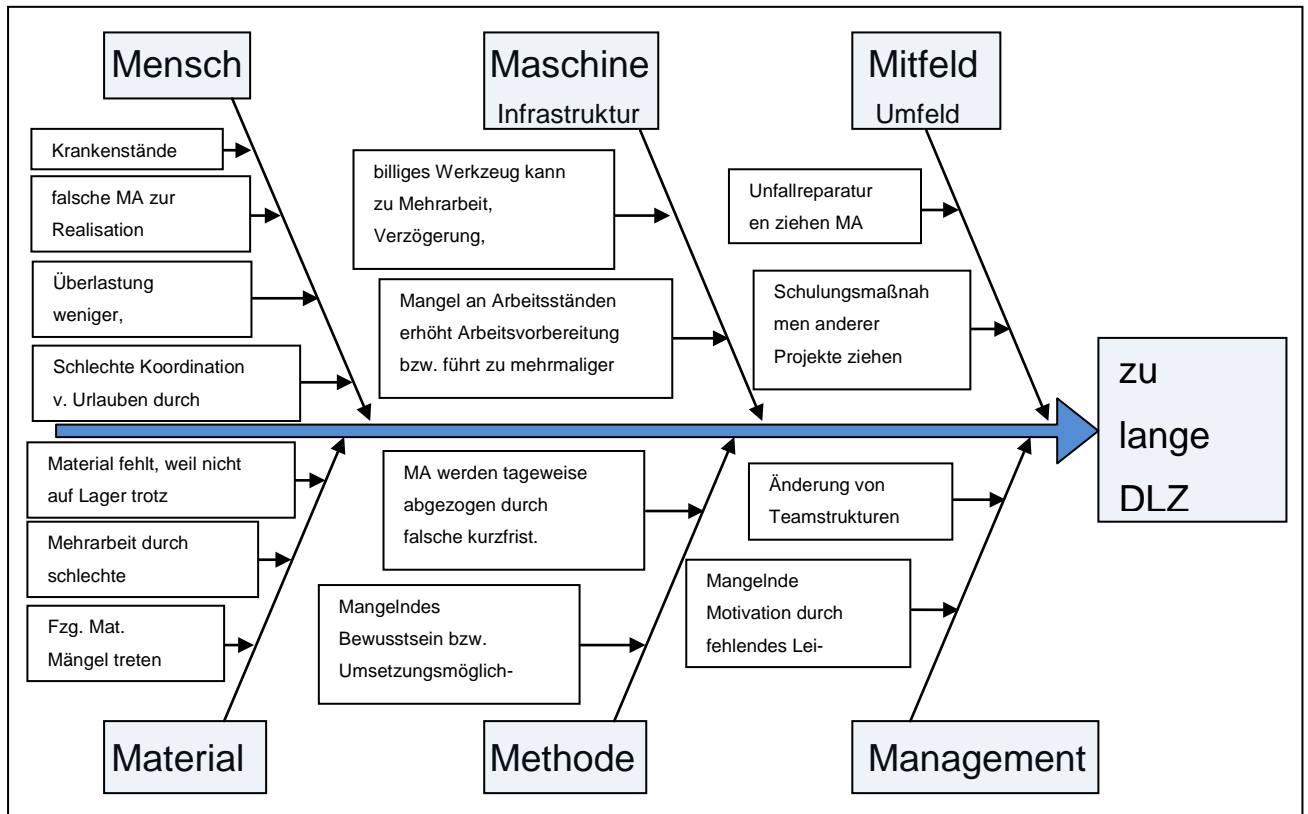 Mensch
Maschine
Infrastruktur
Mitfeld
Umfeld
Krankenstände
falsche MA zur
Realisation
Überlastung
weniger,
Schlechte Koordination
v. Urlauben durch
billiges Werkzeug kann
zu Mehrarbeit,
Verzögerung,
Mangel an Arbeitsständen
erhöht Arbeitsvorbereitung
bzw. führt zu mehrmaliger
Unfallreparatur
en ziehen MA
Schulungsmaßnah
men anderer
Projekte ziehen
zu
lange
DLZ
Material fehlt, weil nicht
auf Lager trotz
Mehrarbeit durch
schlechte
Fzg. Mat.
Mängel treten
MA werden tageweise
abgezogen durch
falsche kurzfrist.
Mangelndes
Bewusstsein bzw.
Umsetzungsmöglich-
Änderung von
Teamstrukturen
Mangelnde
Motivation durch
fehlendes Lei-
Material
Methode
Management